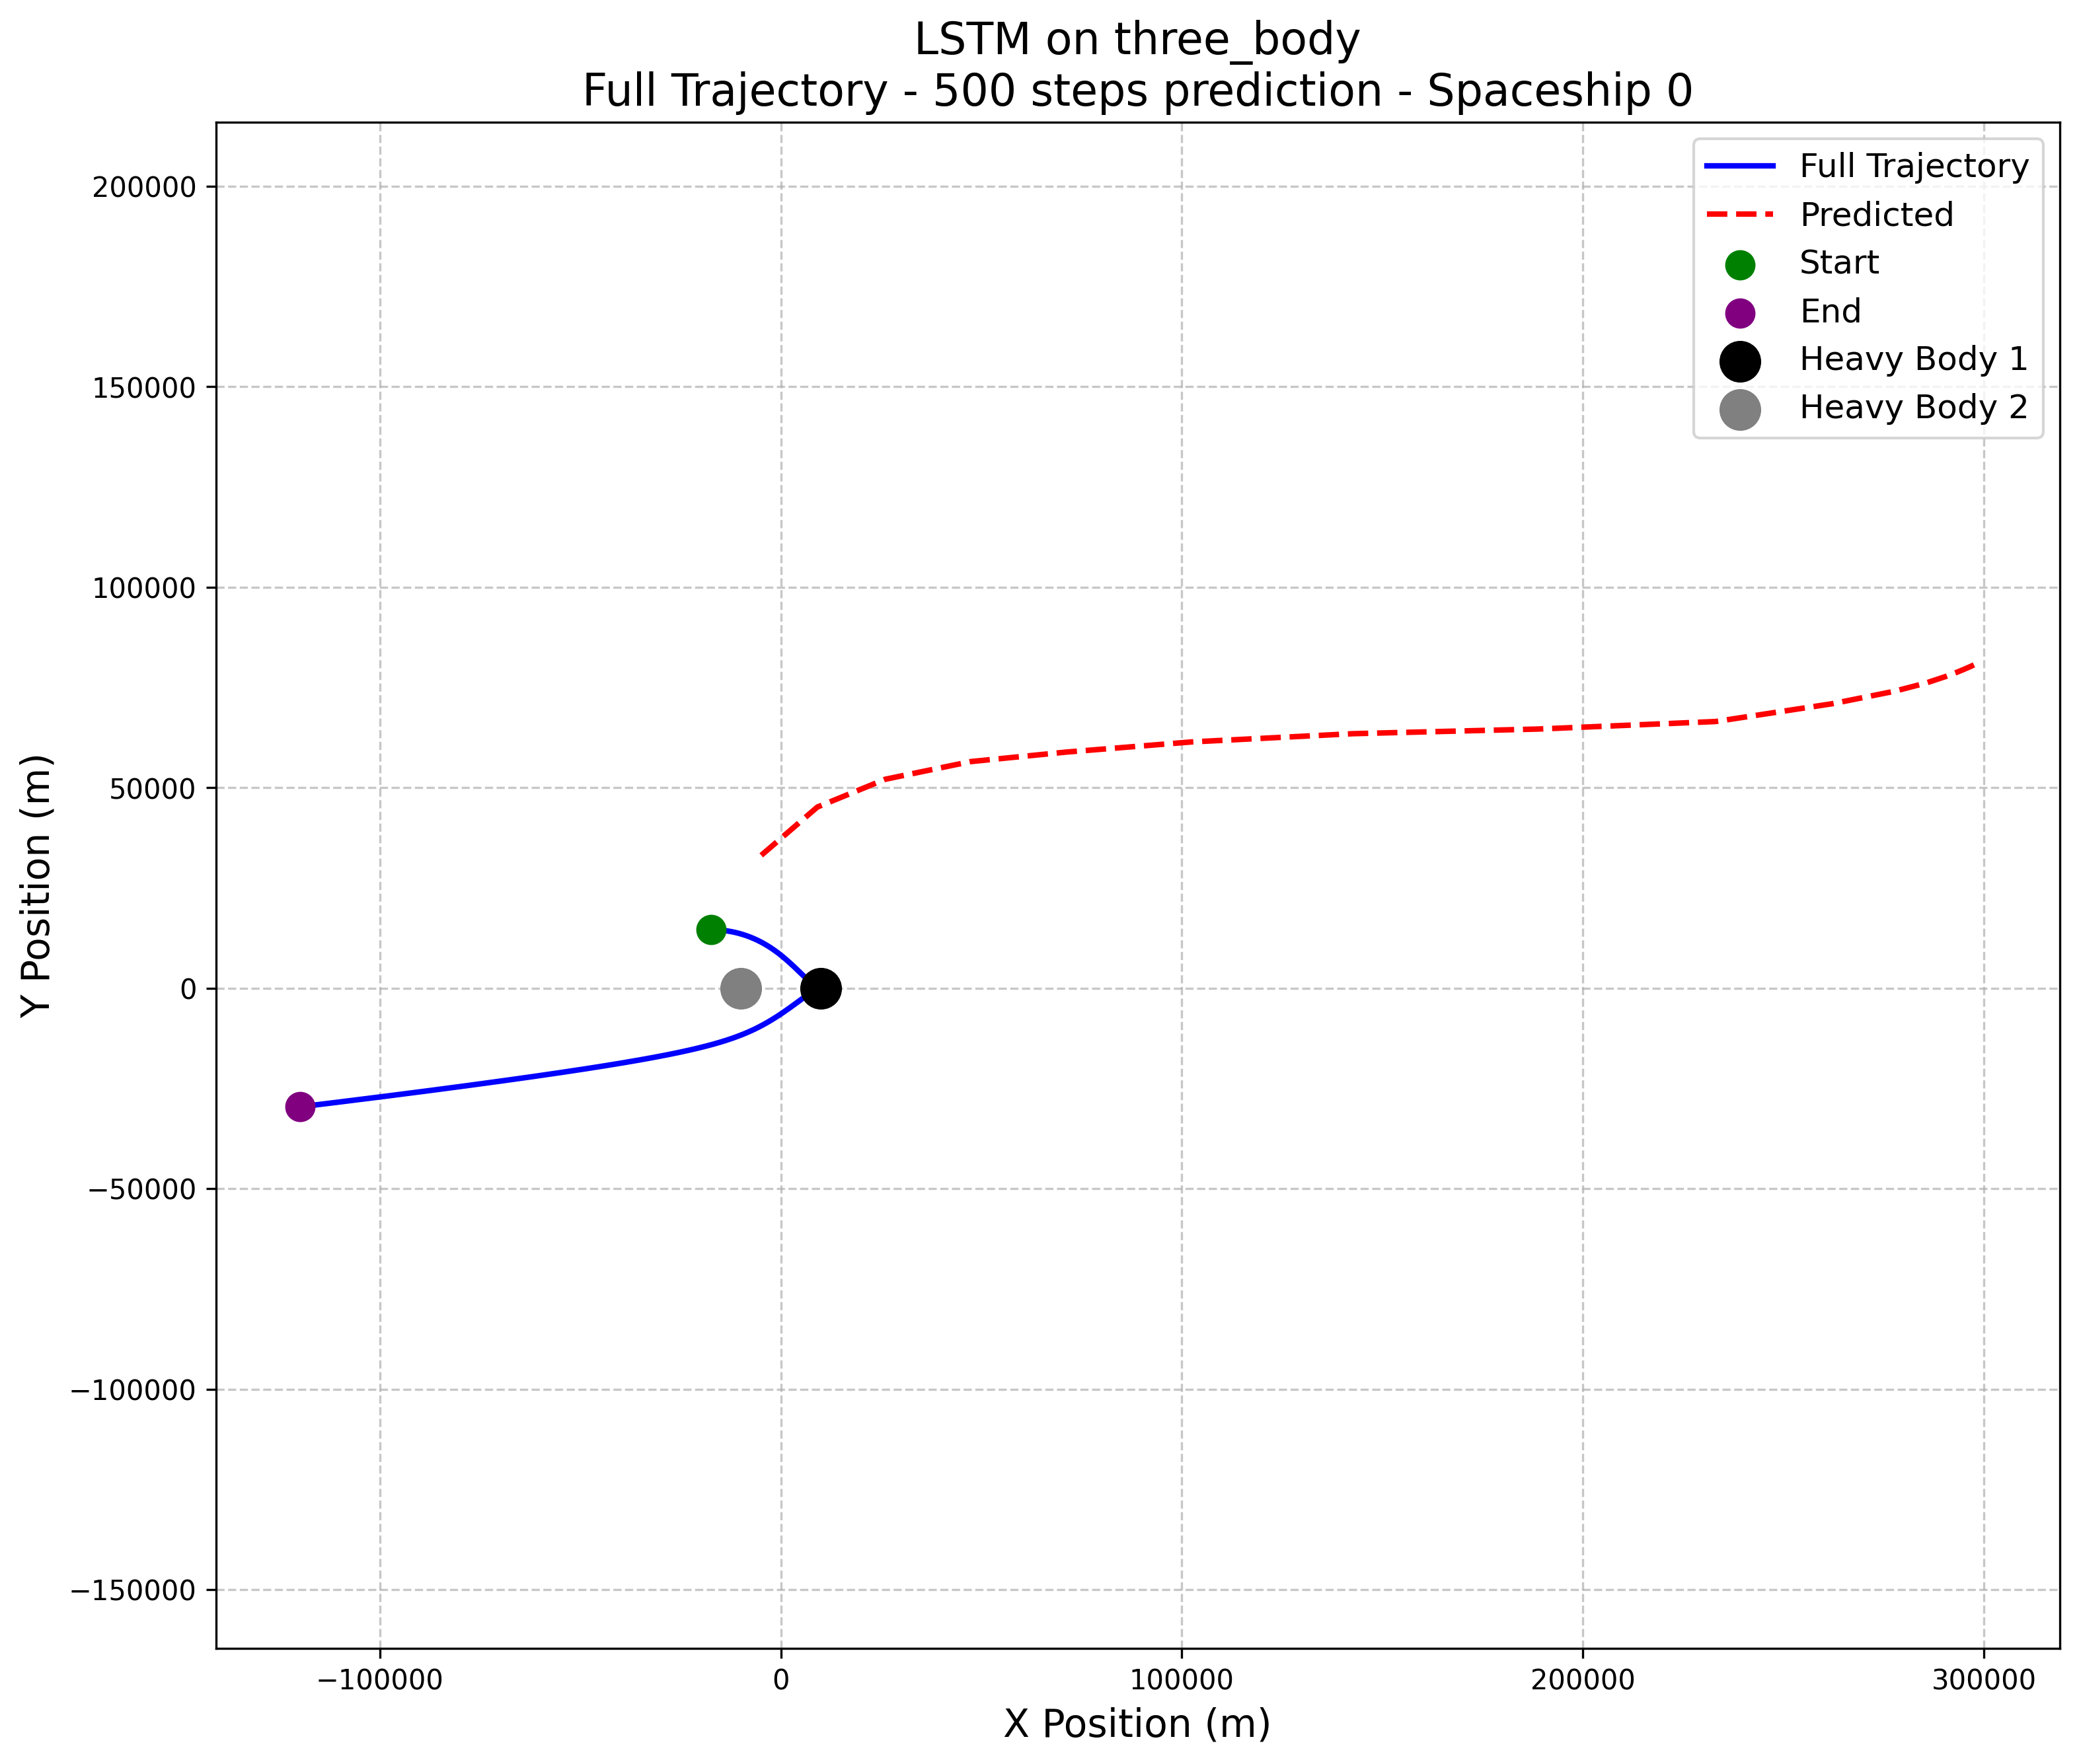 LSTM on three_body
Full Trajectory - 500 steps prediction - Spaceship 0
Full Trajectory
Predicted
Start
End
Heavy Body 1
Heavy Body 2
Y Position (m)
200000
150000
100000
50000
0
−50000
−100000
−150000
−100000
0
100000
200000
300000
X Position (m)